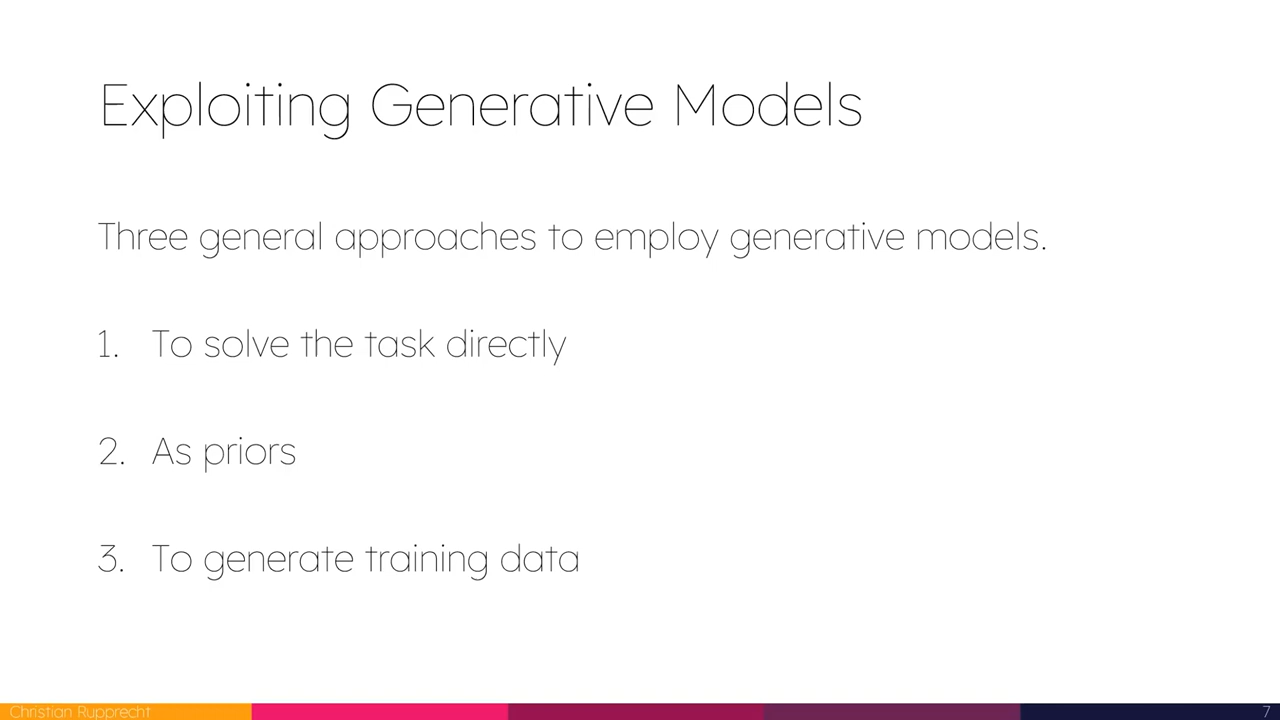 Exploiting Generative Models
Three general approaches to employ generative models.
1. To solve the task directly
2. As priors
3. To generate training data
Christian Rupprecht
7